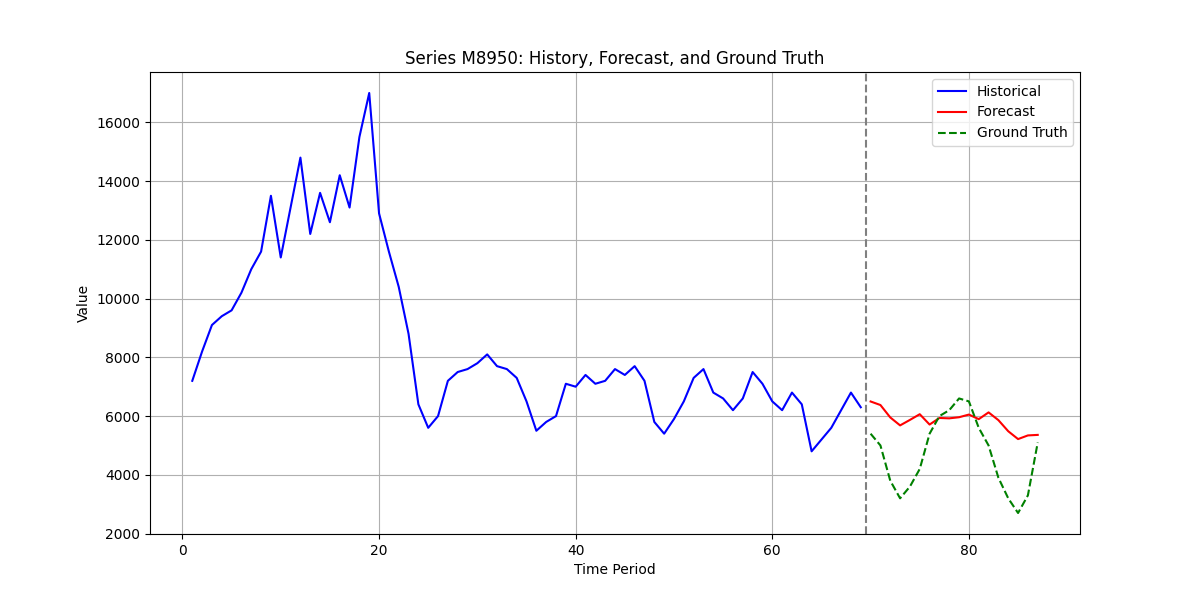 Series M8950: History, Forecast, and Ground Truth
Historical
Forecast
Ground Truth
16000
14000
12000
10000
8000
6000
4000
2000
Value
0
20
40
60
80
Time Period